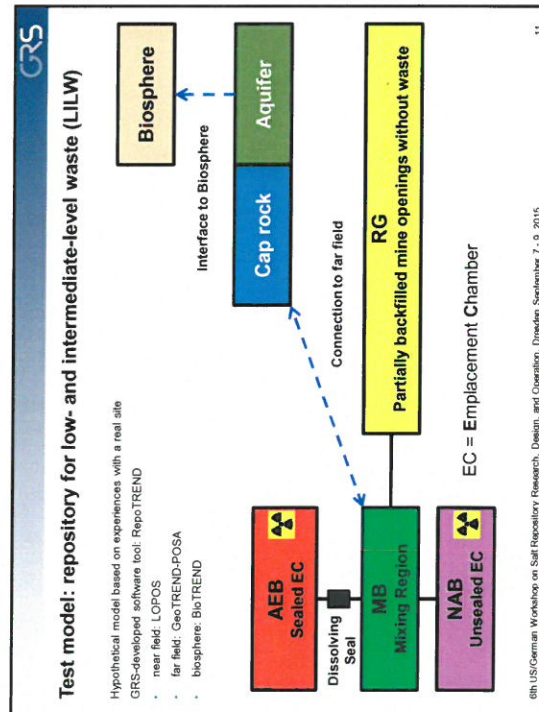 GRS
Test model: repository for low- and intermediate-level waste (LILW)
Hypothetical model based on experiences with a real site
GRS-developed software tool: RepoTREND
• near field: LOPOS
• far field: GeoTREND-POSA
• biosphere: BioTREND
Biosphere
Interface to Biosphere
Cap rock
Aquifer
Connection to far field
AEB
Sealed EC
Dissolving
Seal
MB
Mixing Region
RG
Partially backfilled mine openings without waste
NAB
Unsealed EC
EC = Emplacement Chamber
6th US/German Workshop on Salt Repository Research, Design, and Operation, Dresden, September 7 - 9, 2015
11